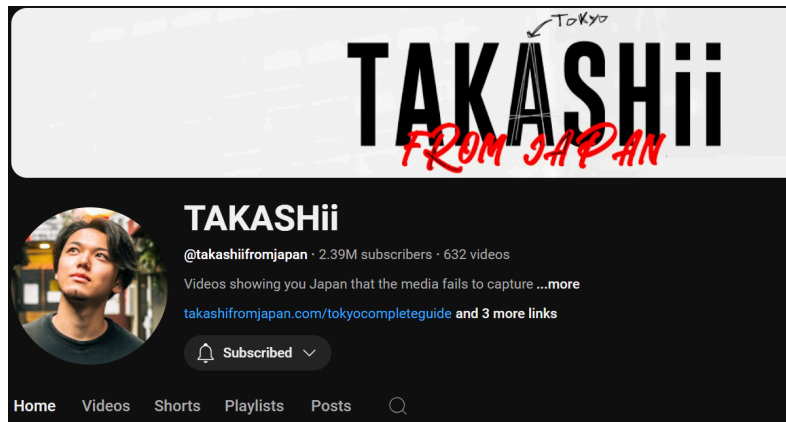 Tokyo
TAKASHii
FROM JAPAN
TAKASHii
@takashiifromjapan · 2.39M subscribers · 632 videos
Videos showing you Japan that the media fails to capture ...more
takashifromjapan.com/tokyocompleteguide and 3 more links
Subscribed
Home Videos Shorts Playlists Posts